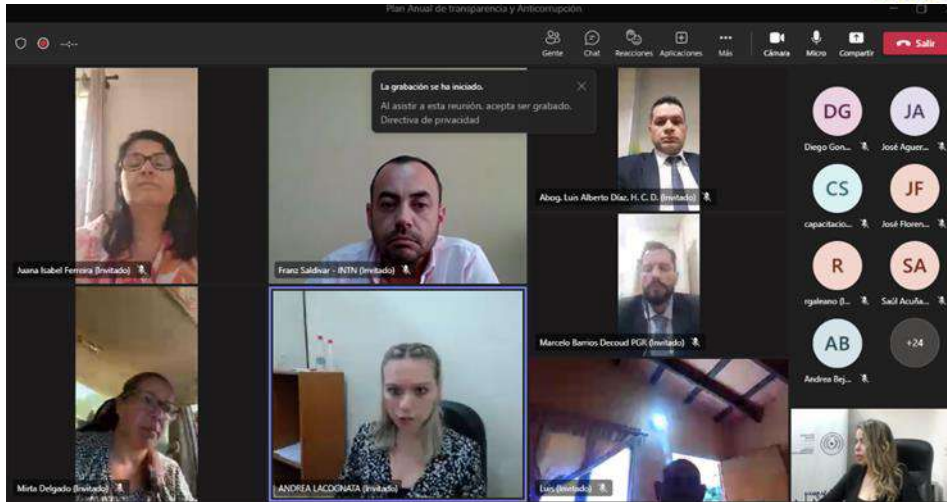 Plan Anual de transparencia y Anticorrupción
Gente
Chat
Reacciones
Aplicaciones
Más
Cámara
Micro
Compartir
Salir
La grabación se ha iniciado.
Al asistir a esta reunión, acepta ser grabado.
Directiva de privacidad
Juana Isabel Ferreira (Invitado)
Franz Saldivar - INTN (Invitado)
Abog. Luis Alberto Díaz. H. C. D. (Invitado)
Marcelo Barrios Decoud PGR (Invitado)
Mirta Delgado (Invitado)
ANDREA LACOGNATA (Invitado)
Luis (Invitado)
DG
Diego Gon...
JA
José Aguer...
CS
capacitacio...
JF
José Floren...
R
rgaleano (I...
SA
Saúl Acuña...
AB
Andrea Bej...
+24